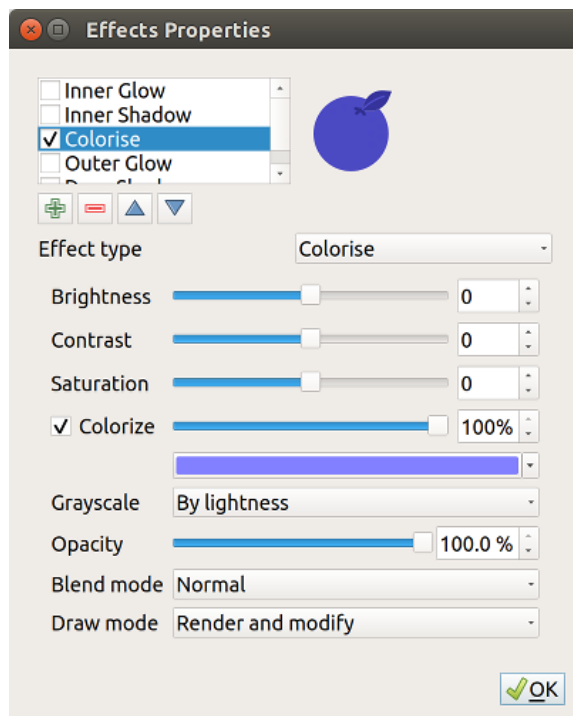 Effects Properties
Inner Glow
Inner Shadow
Colorise
Outer Glow
Effect type Colorise
Brightness 0
Contrast 0
Saturation 0
Colorize 100%
Grayscale By lightness
Opacity 100.0 %
Blend mode Normal
Draw mode Render and modify
OK